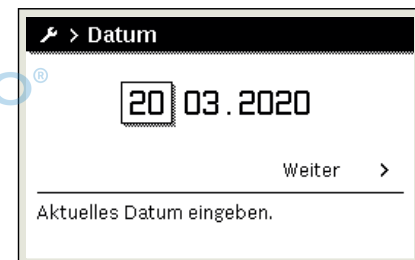 > Datum
®
20 03.2020
Weiter >
Aktuelles Datum eingeben.